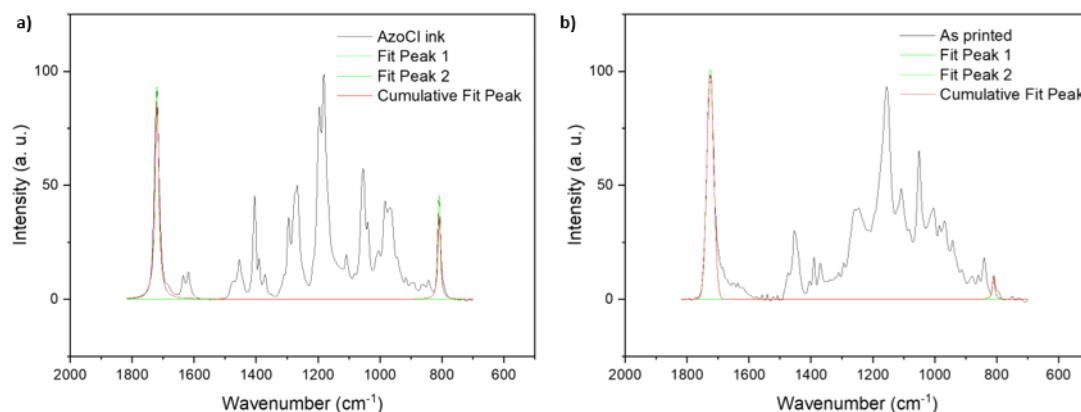 a)
AzoCl ink
Fit Peak 1
Fit Peak 2
Cumulative Fit Peak
100
50
0
Intensity (a. u.)
2000 1800 1600 1400 1200 1000 800 600
Wavenumber (cm⁻¹)
b)
As printed
Fit Peak 1
Fit Peak 2
Cumulative Fit Peak
100
50
0
Intensity (a. u.)
2000 1800 1600 1400 1200 1000 800 600
Wavenumber (cm⁻¹)